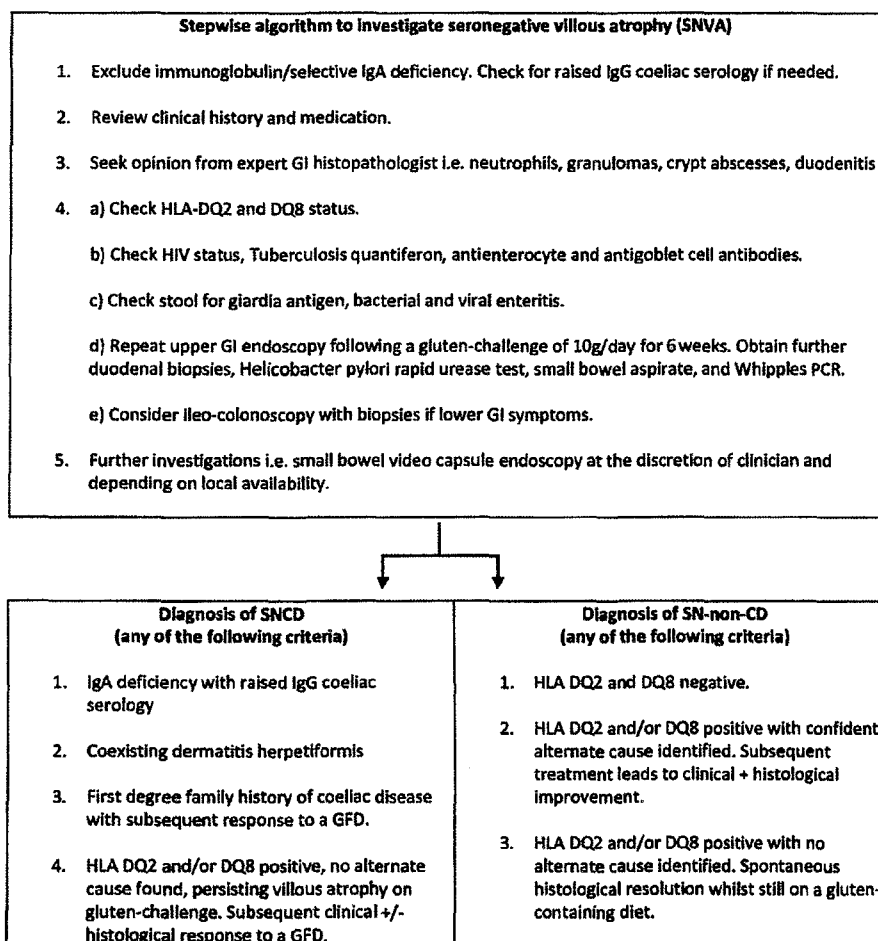 Stepwise algorithm to investigate seronegative villous atrophy (SNVA)
1. Exclude immunoglobulin/selective IgA deficiency. Check for raised IgG coeliac serology if needed.
2. Review clinical history and medication.
3. Seek opinion from expert GI histopathologist i.e. neutrophils, granulomas, crypt abscesses, duodenitis
4. a) Check HLA-DQ2 and DQ8 status.
b) Check HIV status, Tuberculosis quantiferon, antienterocyte and antigoblet cell antibodies.
c) Check stool for giardia antigen, bacterial and viral enteritis.
d) Repeat upper GI endoscopy following a gluten-challenge of 10g/day for 6 weeks. Obtain further
duodenal biopsies, Helicobacter pylori rapid urease test, small bowel aspirate, and Whipples PCR.
e) Consider ileo-colonoscopy with biopsies if lower GI symptoms.
5. Further investigations i.e. small bowel video capsule endoscopy at the discretion of clinician and
depending on local availability.
Diagnosis of SNCD
(any of the following criteria)
1. IgA deficiency with raised IgG coeliac
serology
2. Coexisting dermatitis herpetiformis
3. First degree family history of coeliac disease
with subsequent response to a GFD.
4. HLA DQ2 and/or DQ8 positive, no alternate
cause found, persisting villous atrophy on
gluten-challenge. Subsequent clinical +/-
histological response to a GFD.
Diagnosis of SN-non-CD
(any of the following criteria)
1. HLA DQ2 and DQ8 negative.
2. HLA DQ2 and/or DQ8 positive with confident
alternate cause identified. Subsequent
treatment leads to clinical + histological
improvement.
3. HLA DQ2 and/or DQ8 positive with no
alternate cause identified. Spontaneous
histological resolution whilst still on a gluten-
containing diet.